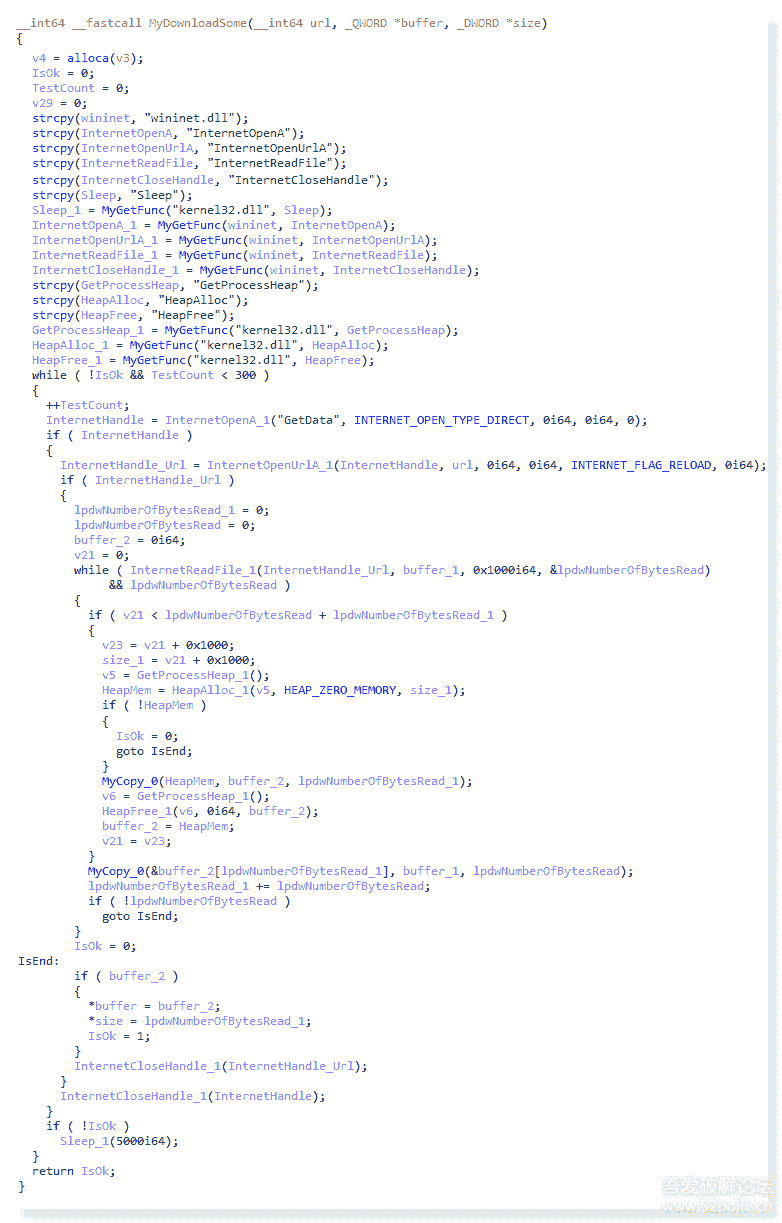 __int64 __fastcall MyDownloadSome(__int64 url, _QWORD *buffer, _DWORD *size)
{
  v4 = alloca(v3);
  IsOk = 0;
  TestCount = 0;
  v29 = 0;
  strcpy(wininet, "wininet.dll");
  strcpy(InternetOpenA, "InternetOpenA");
  strcpy(InternetOpenUrlA, "InternetOpenUrlA");
  strcpy(InternetReadFile, "InternetReadFile");
  strcpy(InternetCloseHandle, "InternetCloseHandle");
  strcpy(Sleep, "Sleep");
  Sleep_1 = MyGetFunc("kernel32.dll", Sleep);
  InternetOpenA_1 = MyGetFunc(wininet, InternetOpenA);
  InternetOpenUrlA_1 = MyGetFunc(wininet, InternetOpenUrlA);
  InternetReadFile_1 = MyGetFunc(wininet, InternetReadFile);
  InternetCloseHandle_1 = MyGetFunc(wininet, InternetCloseHandle);
  strcpy(GetProcessHeap, "GetProcessHeap");
  strcpy(HeapAlloc, "HeapAlloc");
  strcpy(HeapFree, "HeapFree");
  GetProcessHeap_1 = MyGetFunc("kernel32.dll", GetProcessHeap);
  HeapAlloc_1 = MyGetFunc("kernel32.dll", HeapAlloc);
  HeapFree_1 = MyGetFunc("kernel32.dll", HeapFree);
  while ( !IsOk && TestCount < 300 )
  {
    ++TestCount;
    InternetHandle = InternetOpenA_1("GetData", INTERNET_OPEN_TYPE_DIRECT, 0i64, 0i64, 0);
    if ( InternetHandle )
    {
      InternetHandle_Url = InternetOpenUrlA_1(InternetHandle, url, 0i64, 0i64, INTERNET_FLAG_RELOAD, 0i64);
      if ( InternetHandle_Url )
      {
        lpdwNumberOfBytesRead_1 = 0;
        lpdwNumberOfBytesRead = 0;
        buffer_2 = 0i64;
        v21 = 0;
        while ( InternetReadFile_1(InternetHandle_Url, buffer_1, 0x1000i64, &lpdwNumberOfBytesRead)
             && lpdwNumberOfBytesRead )
        {
          if ( v21 < lpdwNumberOfBytesRead + lpdwNumberOfBytesRead_1 )
          {
            v23 = v21 + 0x1000;
            size_1 = v21 + 0x1000;
            v5 = GetProcessHeap_1();
            HeapMem = HeapAlloc_1(v5, HEAP_ZERO_MEMORY, size_1);
            if ( !HeapMem )
            {
              IsOk = 0;
              goto IsEnd;
            }
            MyCopy_0(HeapMem, buffer_2, lpdwNumberOfBytesRead_1);
            v6 = GetProcessHeap_1();
            HeapFree_1(v6, 0i64, buffer_2);
            buffer_2 = HeapMem;
            v21 = v23;
          }
          MyCopy_0(&buffer_2[lpdwNumberOfBytesRead_1], buffer_1, lpdwNumberOfBytesRead);
          lpdwNumberOfBytesRead_1 += lpdwNumberOfBytesRead;
          if ( !lpdwNumberOfBytesRead )
            goto IsEnd;
        }
        IsOk = 0;
IsEnd:
        if ( buffer_2 )
        {
          *buffer = buffer_2;
          *size = lpdwNumberOfBytesRead_1;
          IsOk = 1;
        }
        InternetCloseHandle_1(InternetHandle_Url);
      }
      InternetCloseHandle_1(InternetHandle);
    }
    if ( !IsOk )
      Sleep_1(5000i64);
  }
  return IsOk;
}
吾爱破解论坛
www.52pojie.cn